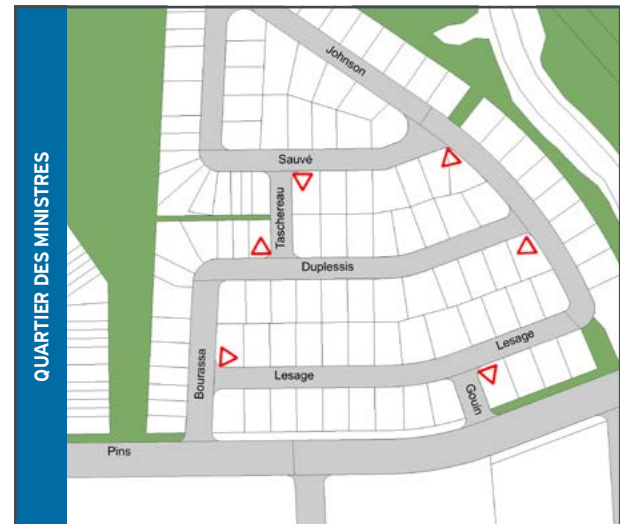 QUARTIER DES MINISTRES
Johnson
Sauvé
Taschereau
Duplessis
Bourassa
Lesage
Lesage
Gouin
Pins